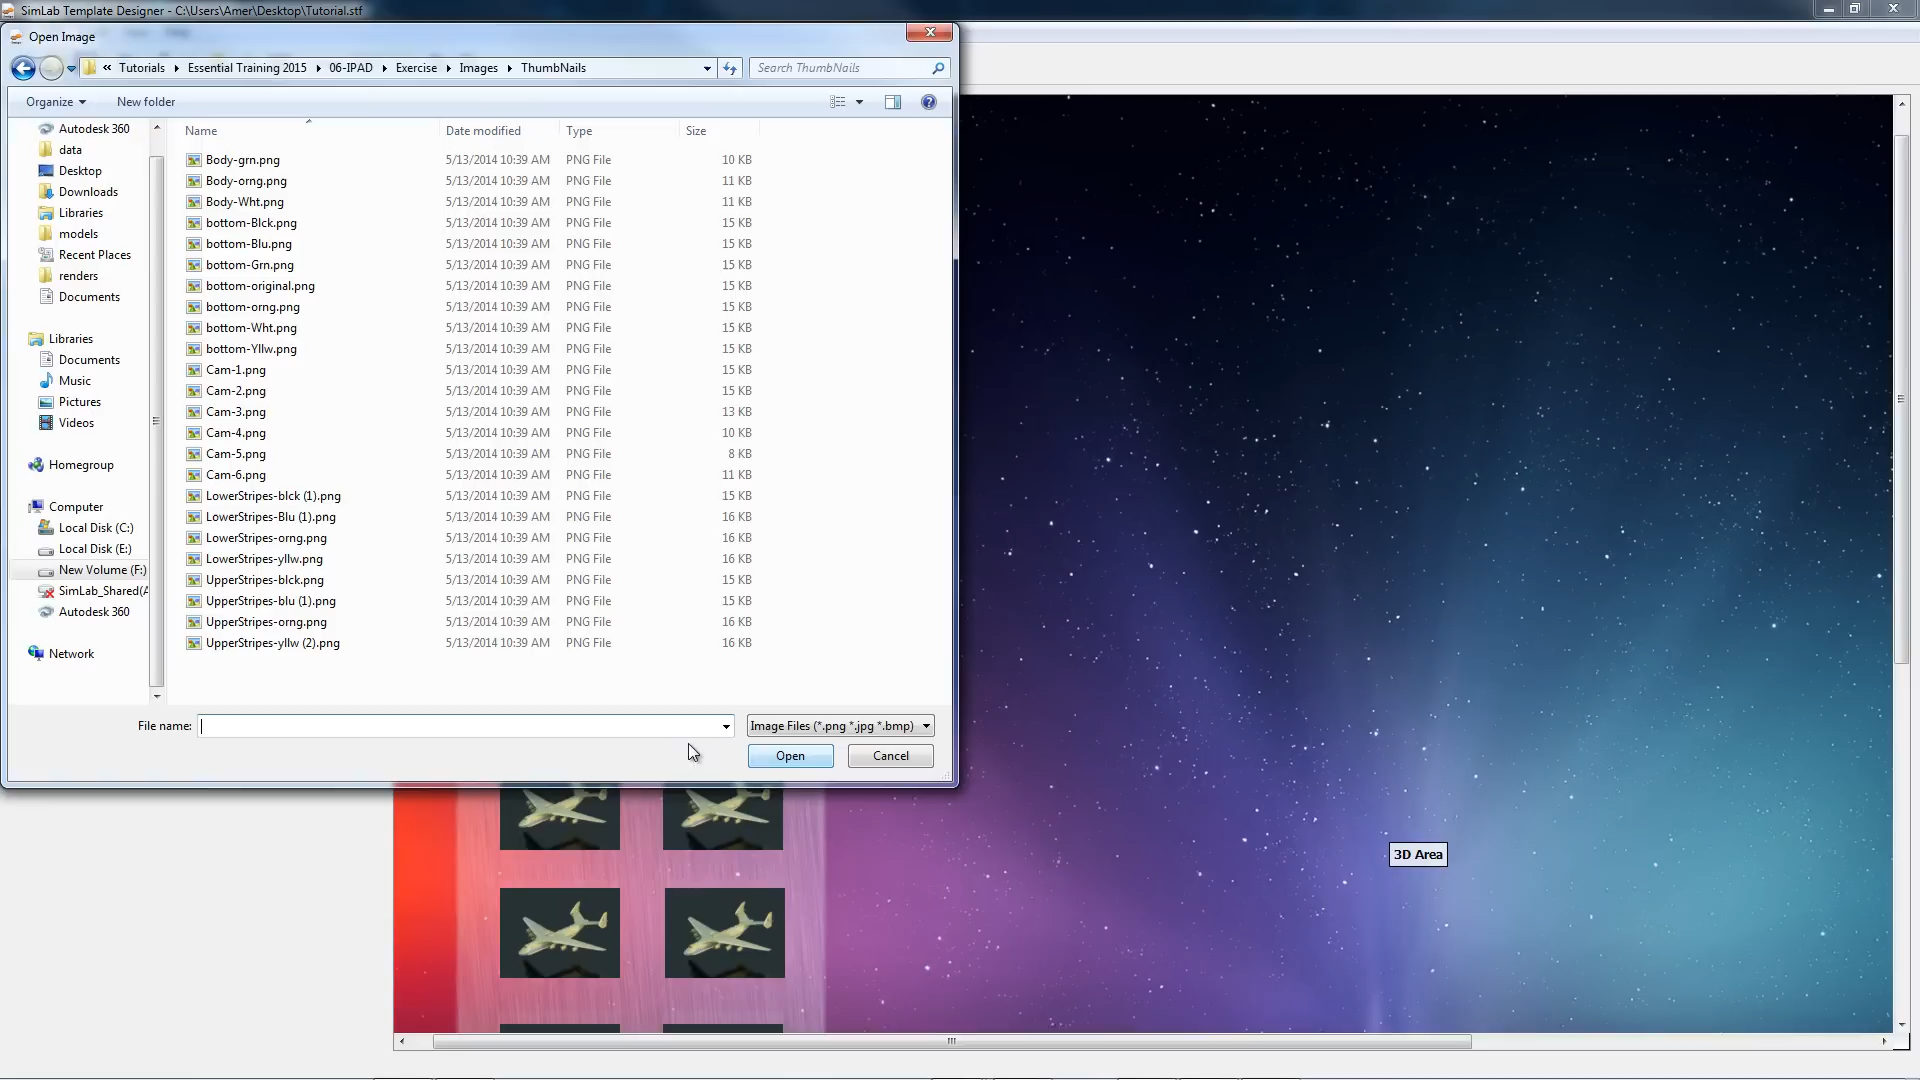 SimLab Template Designer - C:\Users\Amer\Desktop\Tutorial.stf
Open Image
« Tutorials Essential Training 2015 06-IPAD Exercise Images ThumbNails
Search ThumbNails
Organize New folder
Autodesk 360
data
Desktop
Downloads
Libraries
models
Recent Places
renders
Documents
Libraries
Documents
Music
Pictures
Videos
Homegroup
Computer
Local Disk (C:)
Local Disk (E:)
New Volume (F:)
SimLab_Shared(A
Autodesk 360
Network
Name Date modified Type Size
Body-grn.png 5/13/2014 10:39 AM PNG File 10 KB
Body-orng.png 5/13/2014 10:39 AM PNG File 11 KB
Body-Wht.png 5/13/2014 10:39 AM PNG File 11 KB
bottom-Blck.png 5/13/2014 10:39 AM PNG File 15 KB
bottom-Blu.png 5/13/2014 10:39 AM PNG File 15 KB
bottom-Grn.png 5/13/2014 10:39 AM PNG File 15 KB
bottom-original.png 5/13/2014 10:39 AM PNG File 15 KB
bottom-orng.png 5/13/2014 10:39 AM PNG File 15 KB
bottom-Wht.png 5/13/2014 10:39 AM PNG File 15 KB
bottom-Yllw.png 5/13/2014 10:39 AM PNG File 15 KB
Cam-1.png 5/13/2014 10:39 AM PNG File 15 KB
Cam-2.png 5/13/2014 10:39 AM PNG File 15 KB
Cam-3.png 5/13/2014 10:39 AM PNG File 13 KB
Cam-4.png 5/13/2014 10:39 AM PNG File 10 KB
Cam-5.png 5/13/2014 10:39 AM PNG File 8 KB
Cam-6.png 5/13/2014 10:39 AM PNG File 11 KB
LowerStripes-blck (1).png 5/13/2014 10:39 AM PNG File 15 KB
LowerStripes-Blu (1).png 5/13/2014 10:39 AM PNG File 16 KB
LowerStripes-orng.png 5/13/2014 10:39 AM PNG File 16 KB
LowerStripes-yllw.png 5/13/2014 10:39 AM PNG File 16 KB
UpperStripes-blck.png 5/13/2014 10:39 AM PNG File 15 KB
UpperStripes-blu (1).png 5/13/2014 10:39 AM PNG File 15 KB
UpperStripes-orng.png 5/13/2014 10:39 AM PNG File 16 KB
UpperStripes-yllw (2).png 5/13/2014 10:39 AM PNG File 16 KB
File name: Image Files (*.png *.jpg *.bmp)
Open Cancel
3D Area